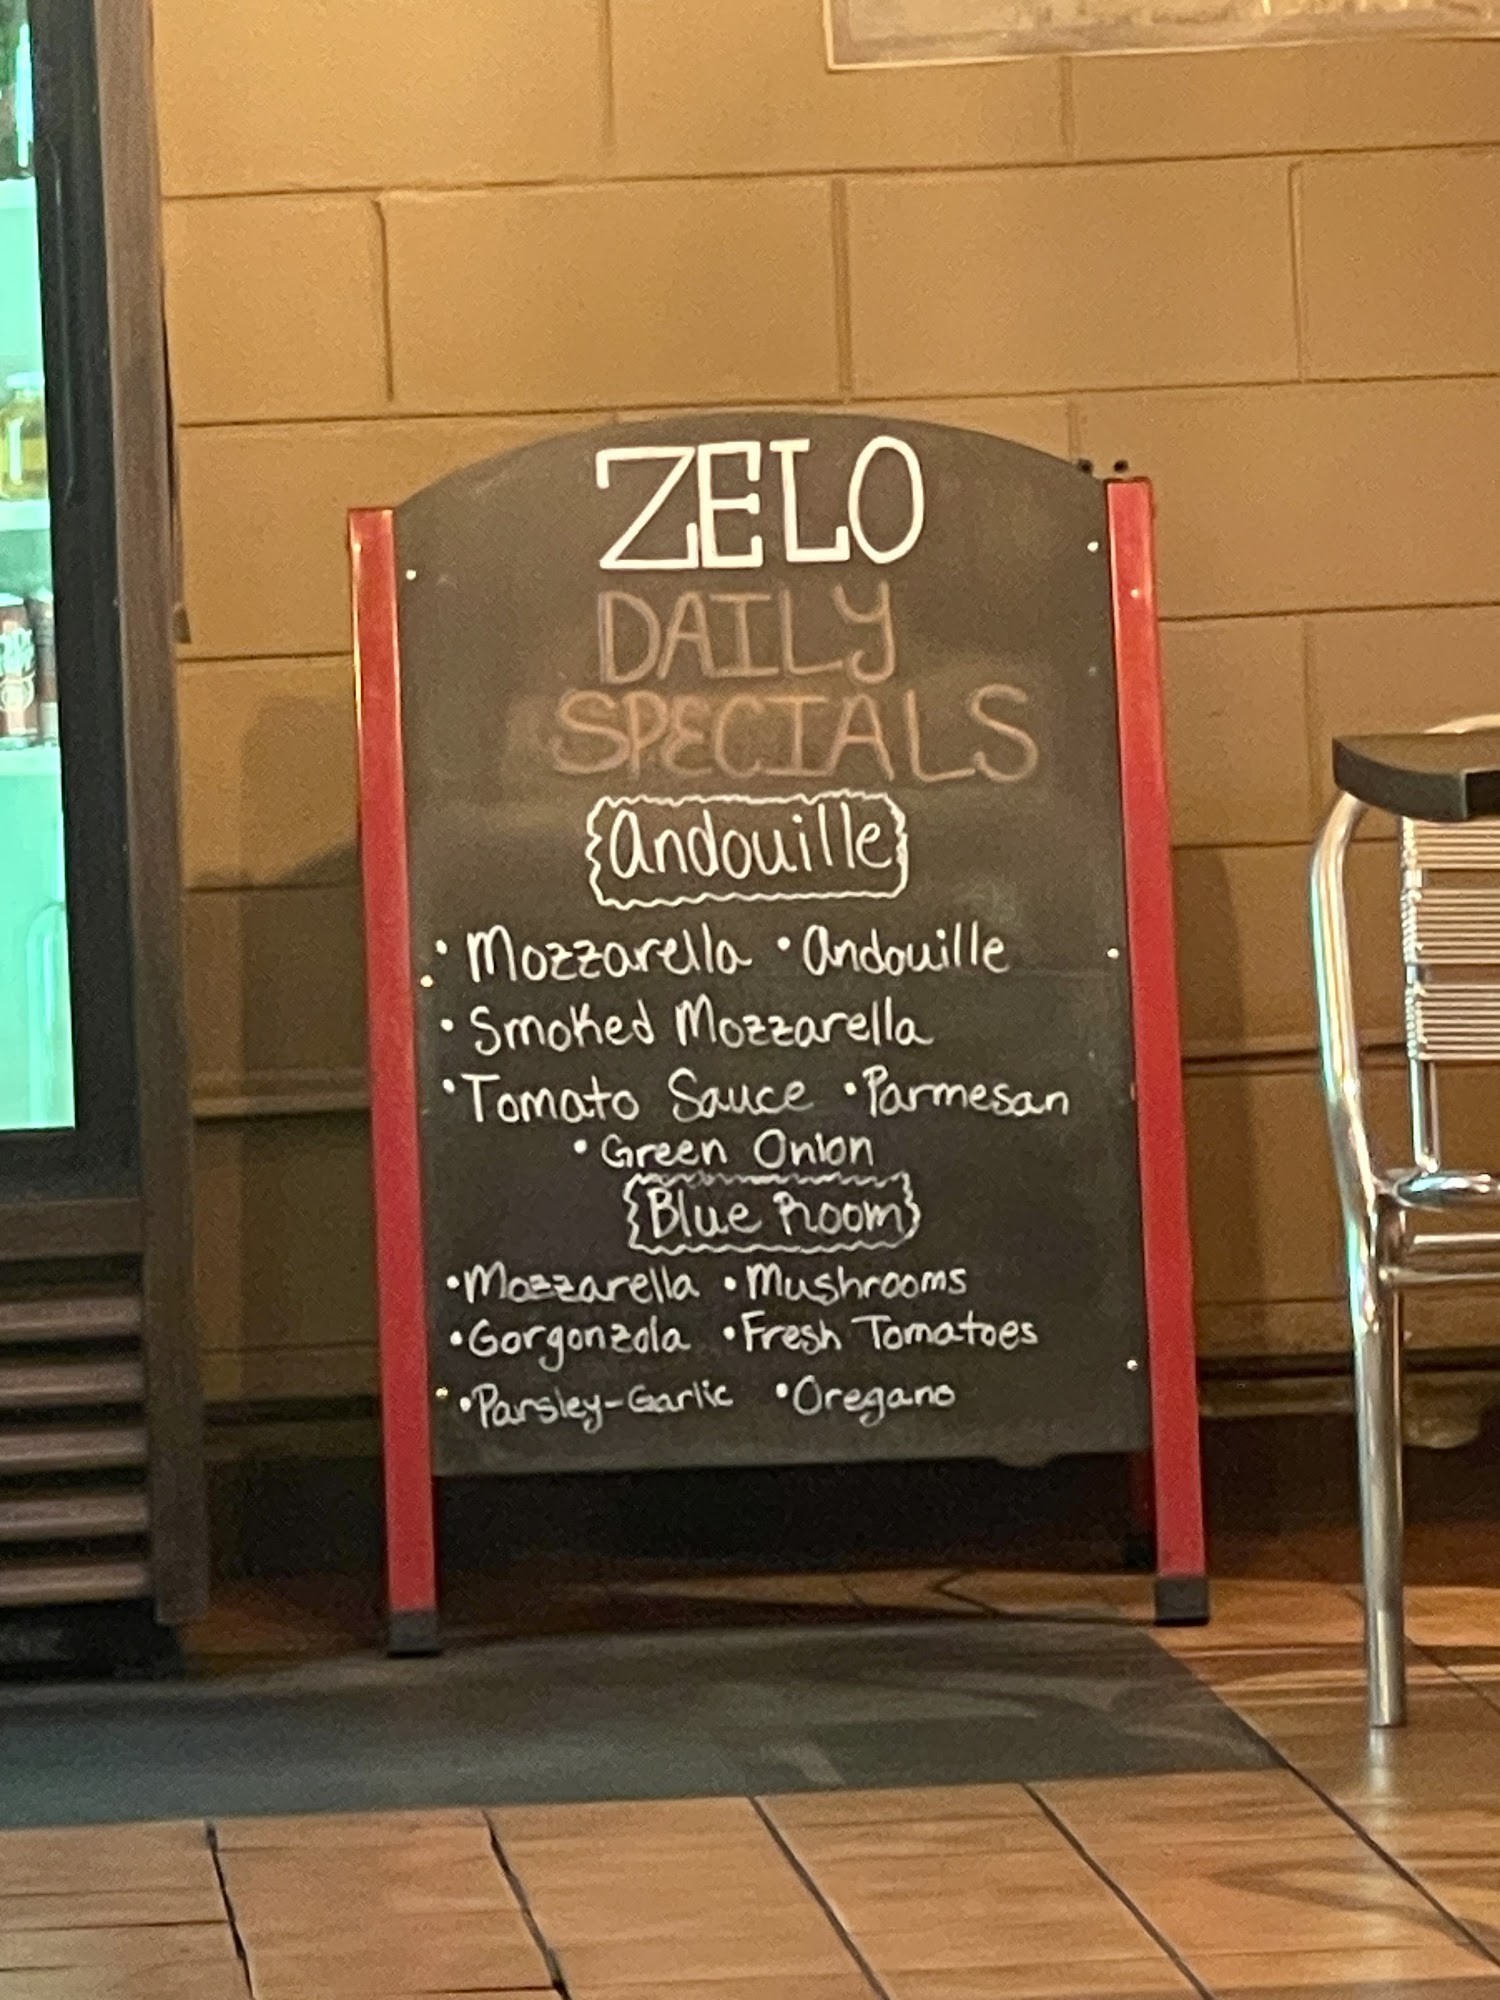 ZELO
DAILY
SPECIALS
Andouille
• Mozzarella • Andouille
• Smoked Mozzarella
• Tomato Sauce • Parmesan
• Green Onion
Blue Room
• Mozzarella • Mushrooms
• Gorgonzola • Fresh Tomatoes
• Parsley-Garlic • Oregano